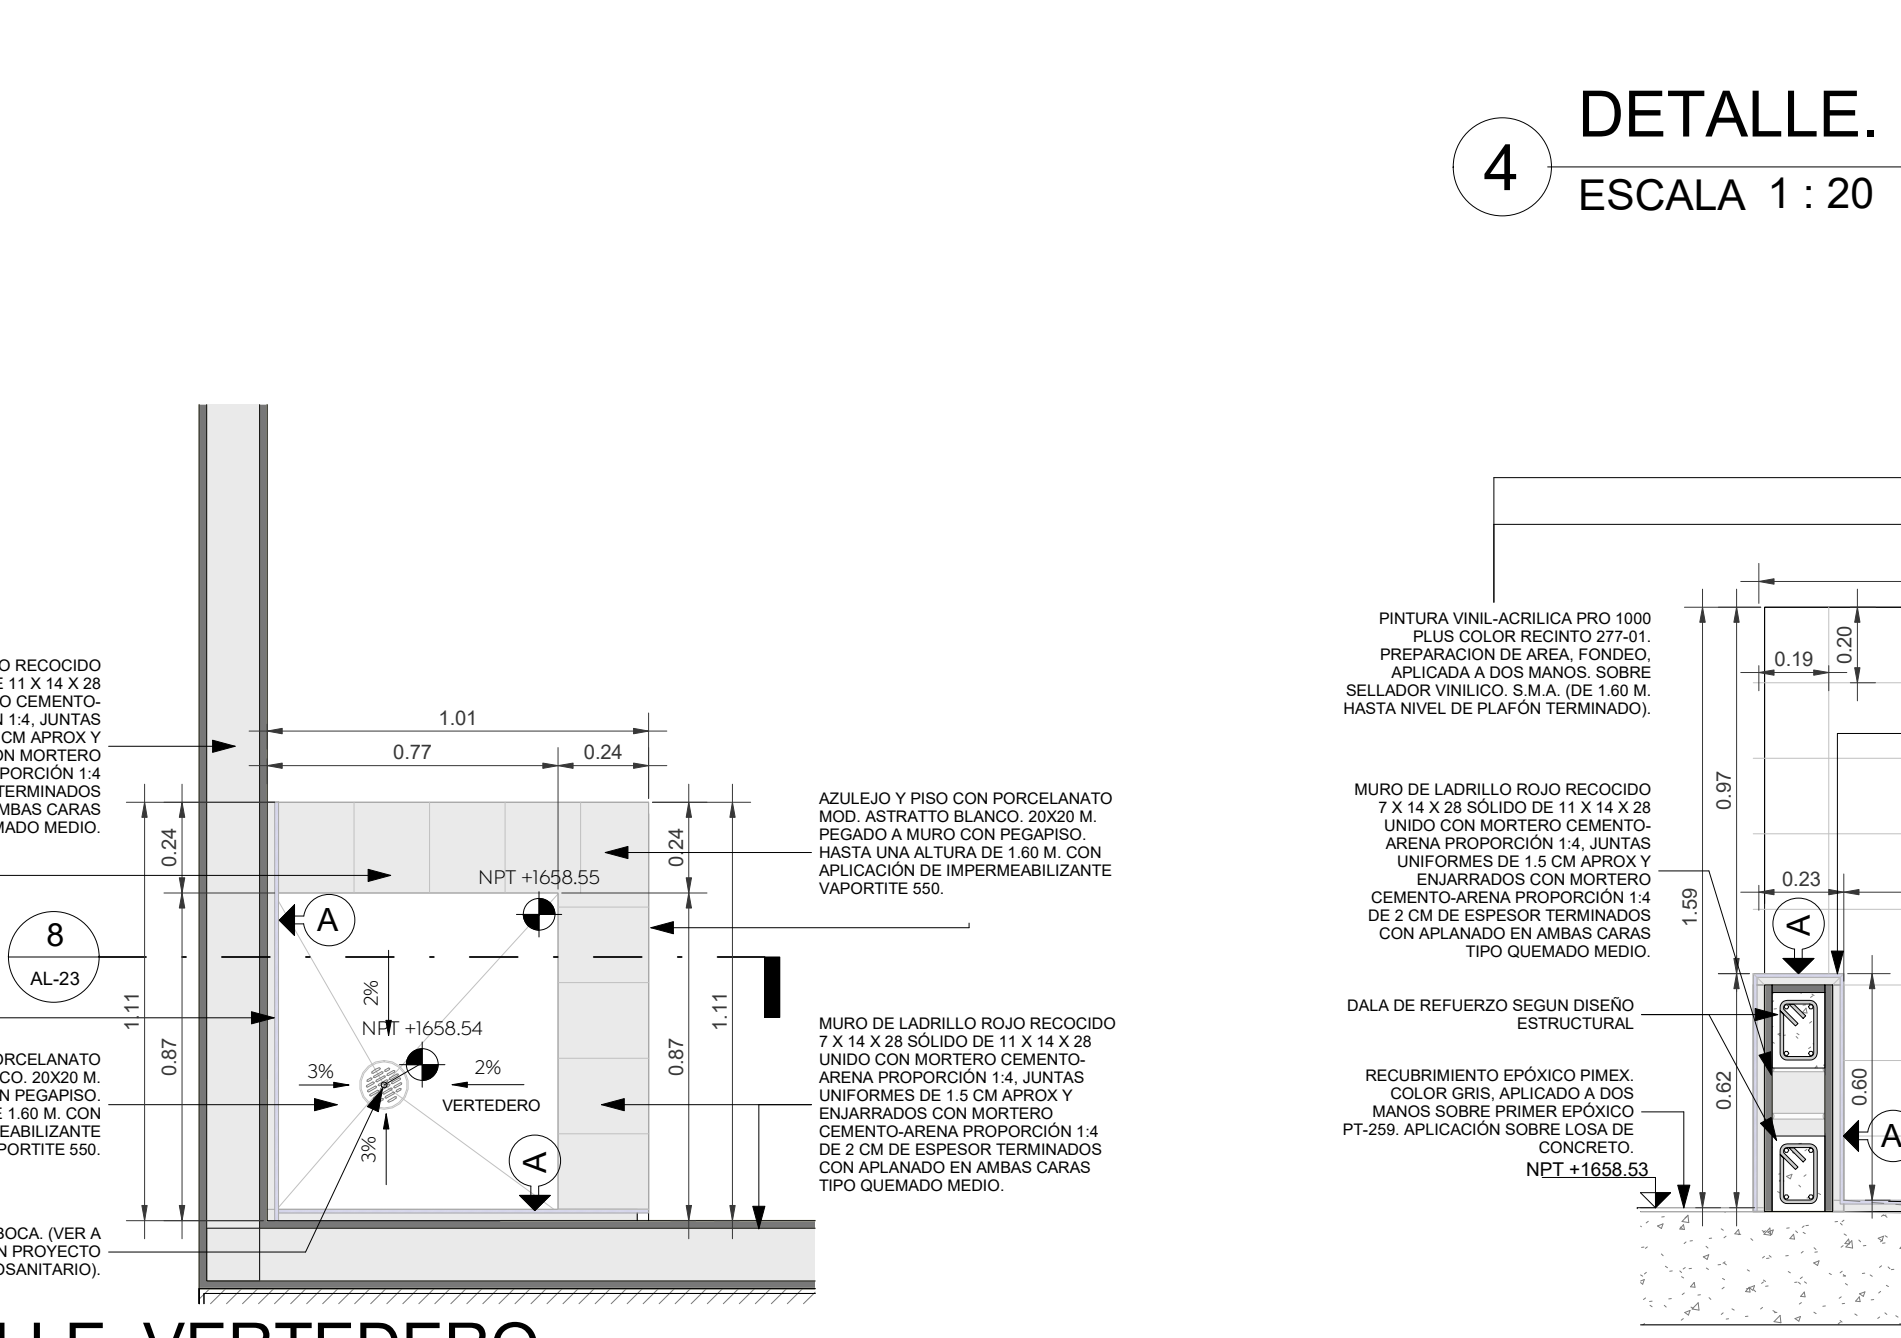 DETALLE.
4
ESCALA 1 : 20
O RECOCIDO
E 11 X 14 X 28
O CEMENTO-
N 1:4, JUNTAS
CM APROX Y
ON MORTERO
PORCIÓN 1:4
TERMINADOS
AMBAS CARAS
MADO MEDIO.
1.01
0.77
0.24
0.24
0.24
NPT +1658.55
A
8
AL-23
2%
1.11
0.87
NPT +1658.54
3%
2%
VERTEDERO
3%
A
0.87
1.11
ORCELANATO
CO. 20X20 M.
N PEGAPISO.
E 1.60 M. CON
EABILIZANTE
PORTITE 550.
BOCA. (VER A
N PROYECTO
OSANITARIO).
AZULEJO Y PISO CON PORCELANATO
MOD. ASTRATTO BLANCO. 20X20 M.
PEGADO A MURO CON PEGAPISO.
HASTA UNA ALTURA DE 1.60 M. CON
APLICACIÓN DE IMPERMEABILIZANTE
VAPORTITE 550.
MURO DE LADRILLO ROJO RECOCIDO
7 X 14 X 28 SÓLIDO DE 11 X 14 X 28
UNIDO CON MORTERO CEMENTO-
ARENA PROPORCIÓN 1:4, JUNTAS
UNIFORMES DE 1.5 CM APROX Y
ENJARRADOS CON MORTERO
CEMENTO-ARENA PROPORCIÓN 1:4
DE 2 CM DE ESPESOR TERMINADOS
CON APLANADO EN AMBAS CARAS
TIPO QUEMADO MEDIO.
PINTURA VINIL-ACRILICA PRO 1000
PLUS COLOR RECINTO 277-01.
PREPARACION DE AREA, FONDEO,
APLICADA A DOS MANOS. SOBRE
SELLADOR VINILICO. S.M.A. (DE 1.60 M.
HASTA NIVEL DE PLAFÓN TERMINADO).
MURO DE LADRILLO ROJO RECOCIDO
7 X 14 X 28 SÓLIDO DE 11 X 14 X 28
UNIDO CON MORTERO CEMENTO-
ARENA PROPORCIÓN 1:4, JUNTAS
UNIFORMES DE 1.5 CM APROX Y
ENJARRADOS CON MORTERO
CEMENTO-ARENA PROPORCIÓN 1:4
DE 2 CM DE ESPESOR TERMINADOS
CON APLANADO EN AMBAS CARAS
TIPO QUEMADO MEDIO.
DALA DE REFUERZO SEGUN DISEÑO
ESTRUCTURAL
RECUBRIMIENTO EPÓXICO PIMEX.
COLOR GRIS, APLICADO A DOS
MANOS SOBRE PRIMER EPÓXICO
PT-259. APLICACIÓN SOBRE LOSA DE
CONCRETO.
NPT +1658.53
0.19
0.20
0.97
1.59
0.23
A
0.62
0.60
A
LLE. VERTEDERO